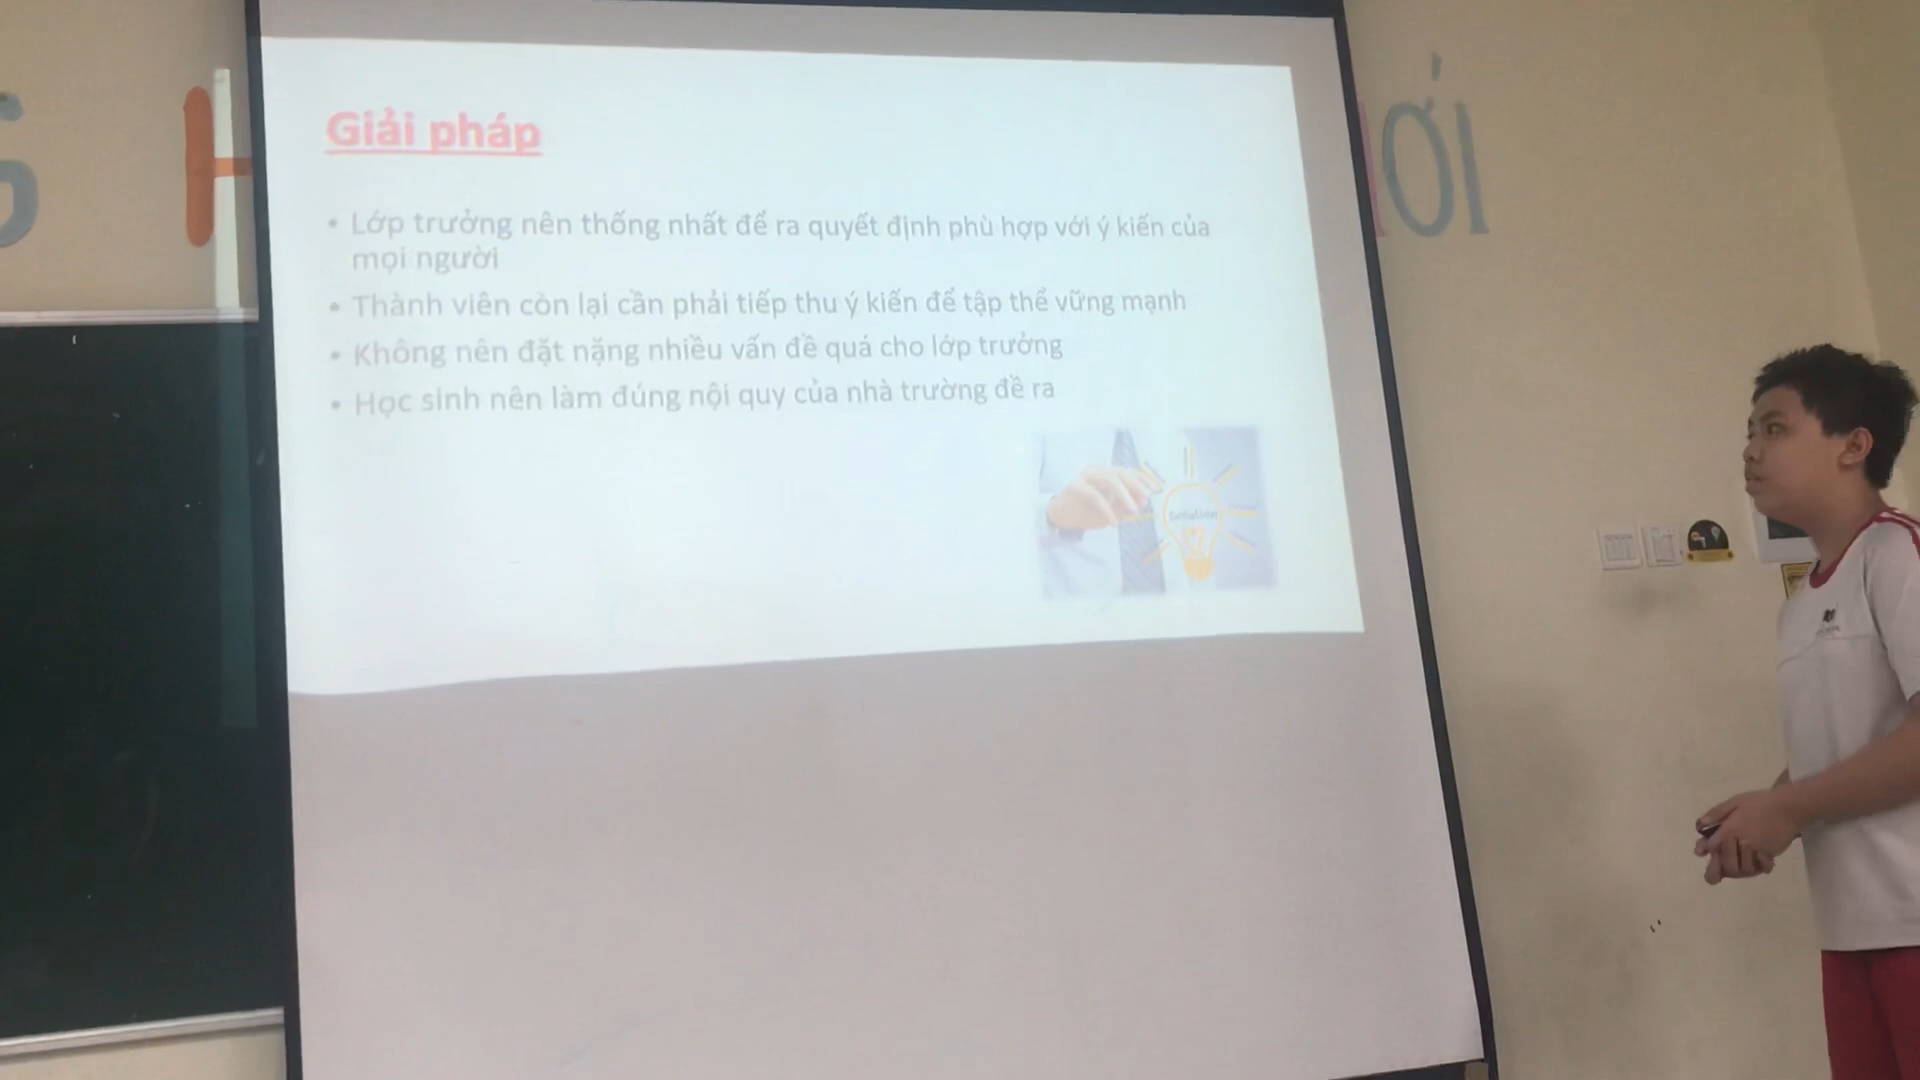 Giải pháp
• Lớp trưởng nên thống nhất để ra quyết định phù hợp với ý kiến của
mọi người
• Thành viên còn lại cần phải tiếp thu ý kiến để tập thể vững mạnh
• Không nên đặt nặng nhiều vấn đề quá cho lớp trưởng
• Học sinh nên làm đúng nội quy của nhà trường đề ra
Solution
G H
ỚI